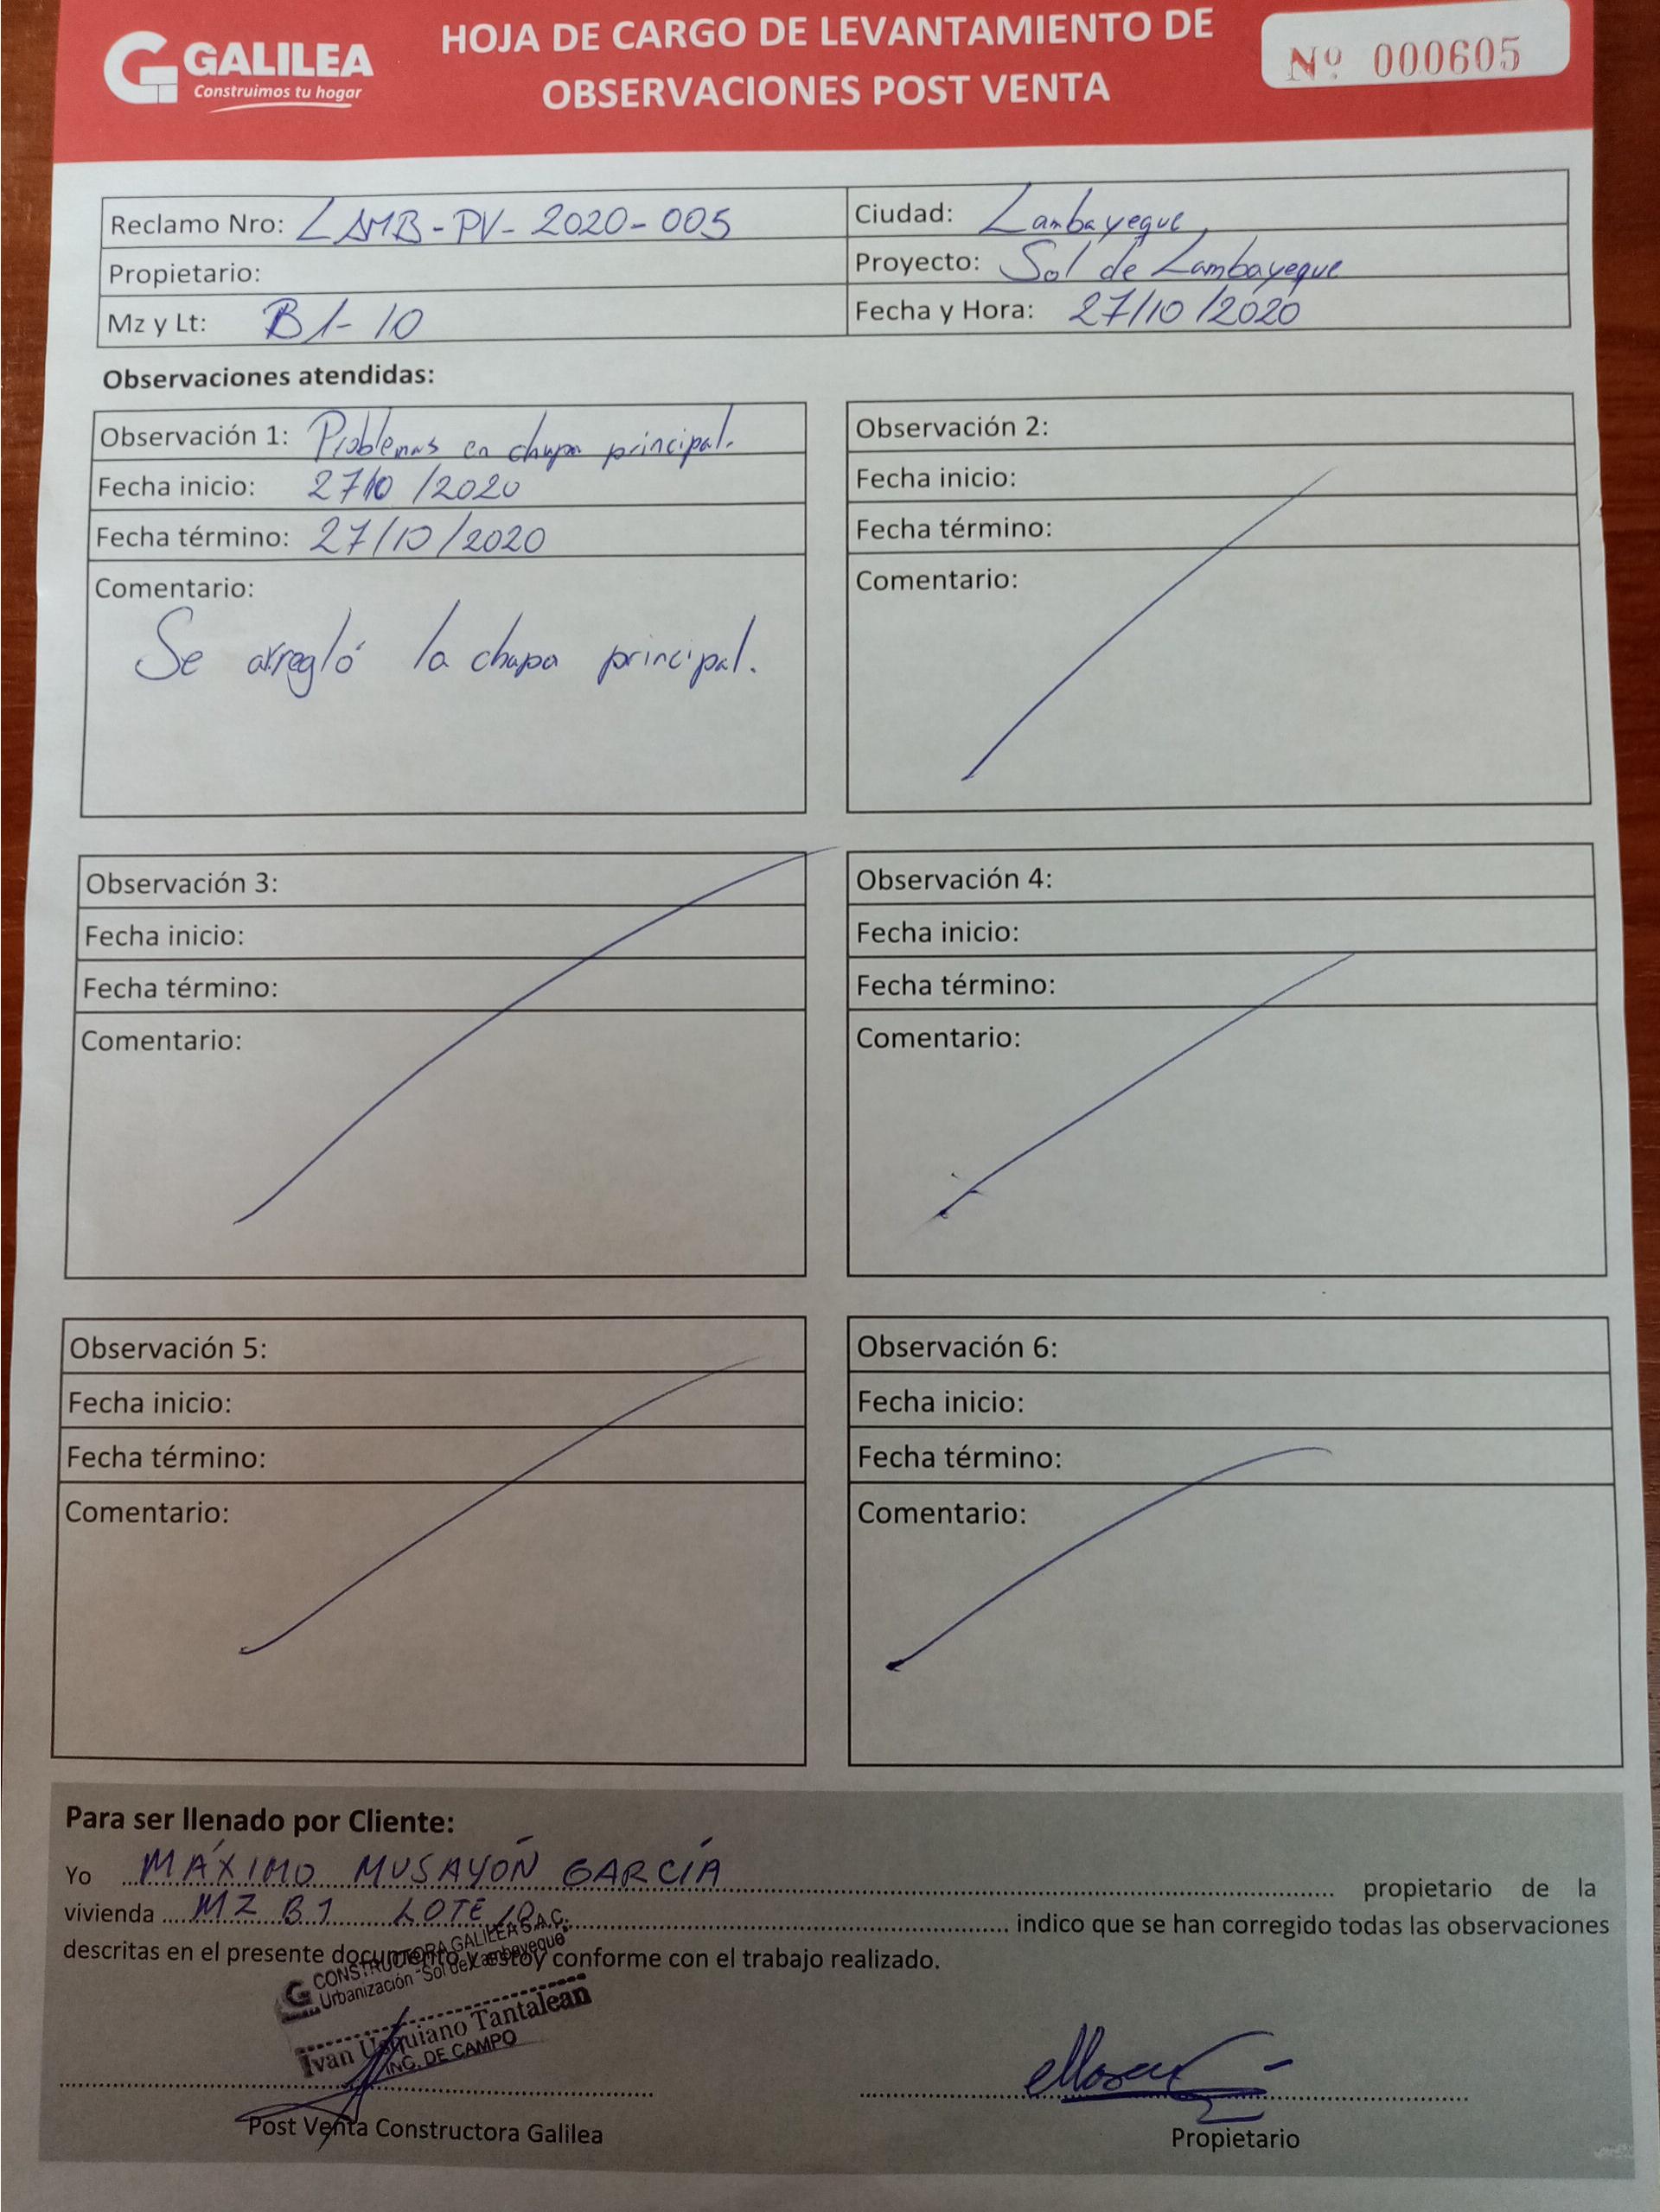 GALILEA
Construimos tu hogar
HOJA DE CARGO DE LEVANTAMIENTO DE
OBSERVACIONES POST VENTA
Nº 000605
Reclamo Nro: LAMB-PV-2020-005
Ciudad: Lambayeque
Propietario:
Proyecto: Sol de Lambayeque
Mz y Lt: B1-10
Fecha y Hora: 27/10/2020
Observaciones atendidas:
Observación 1: Problemas en chapa principal.
Fecha inicio: 27/10/2020
Fecha término: 27/10/2020
Comentario:
Se arregló la chapa principal.
Observación 2:
Fecha inicio:
Fecha término:
Comentario:
Observación 3:
Fecha inicio:
Fecha término:
Comentario:
Observación 4:
Fecha inicio:
Fecha término:
Comentario:
Observación 5:
Fecha inicio:
Fecha término:
Comentario:
Observación 6:
Fecha inicio:
Fecha término:
Comentario:
Para ser llenado por Cliente:
Yo MÁXIMO MUSAYÓN GARCÍA propietario de la
vivienda MZ B1 LOTE 10 indico que se han corregido todas las observaciones
descritas en el presente documento y estoy conforme con el trabajo realizado.
CONSTRUCTORA GALILEA S.A.C.
Urbanización "Sol de Lambayeque"
Ivan Tantalean
ING. DE CAMPO
Post Venta Constructora Galilea
Propietario